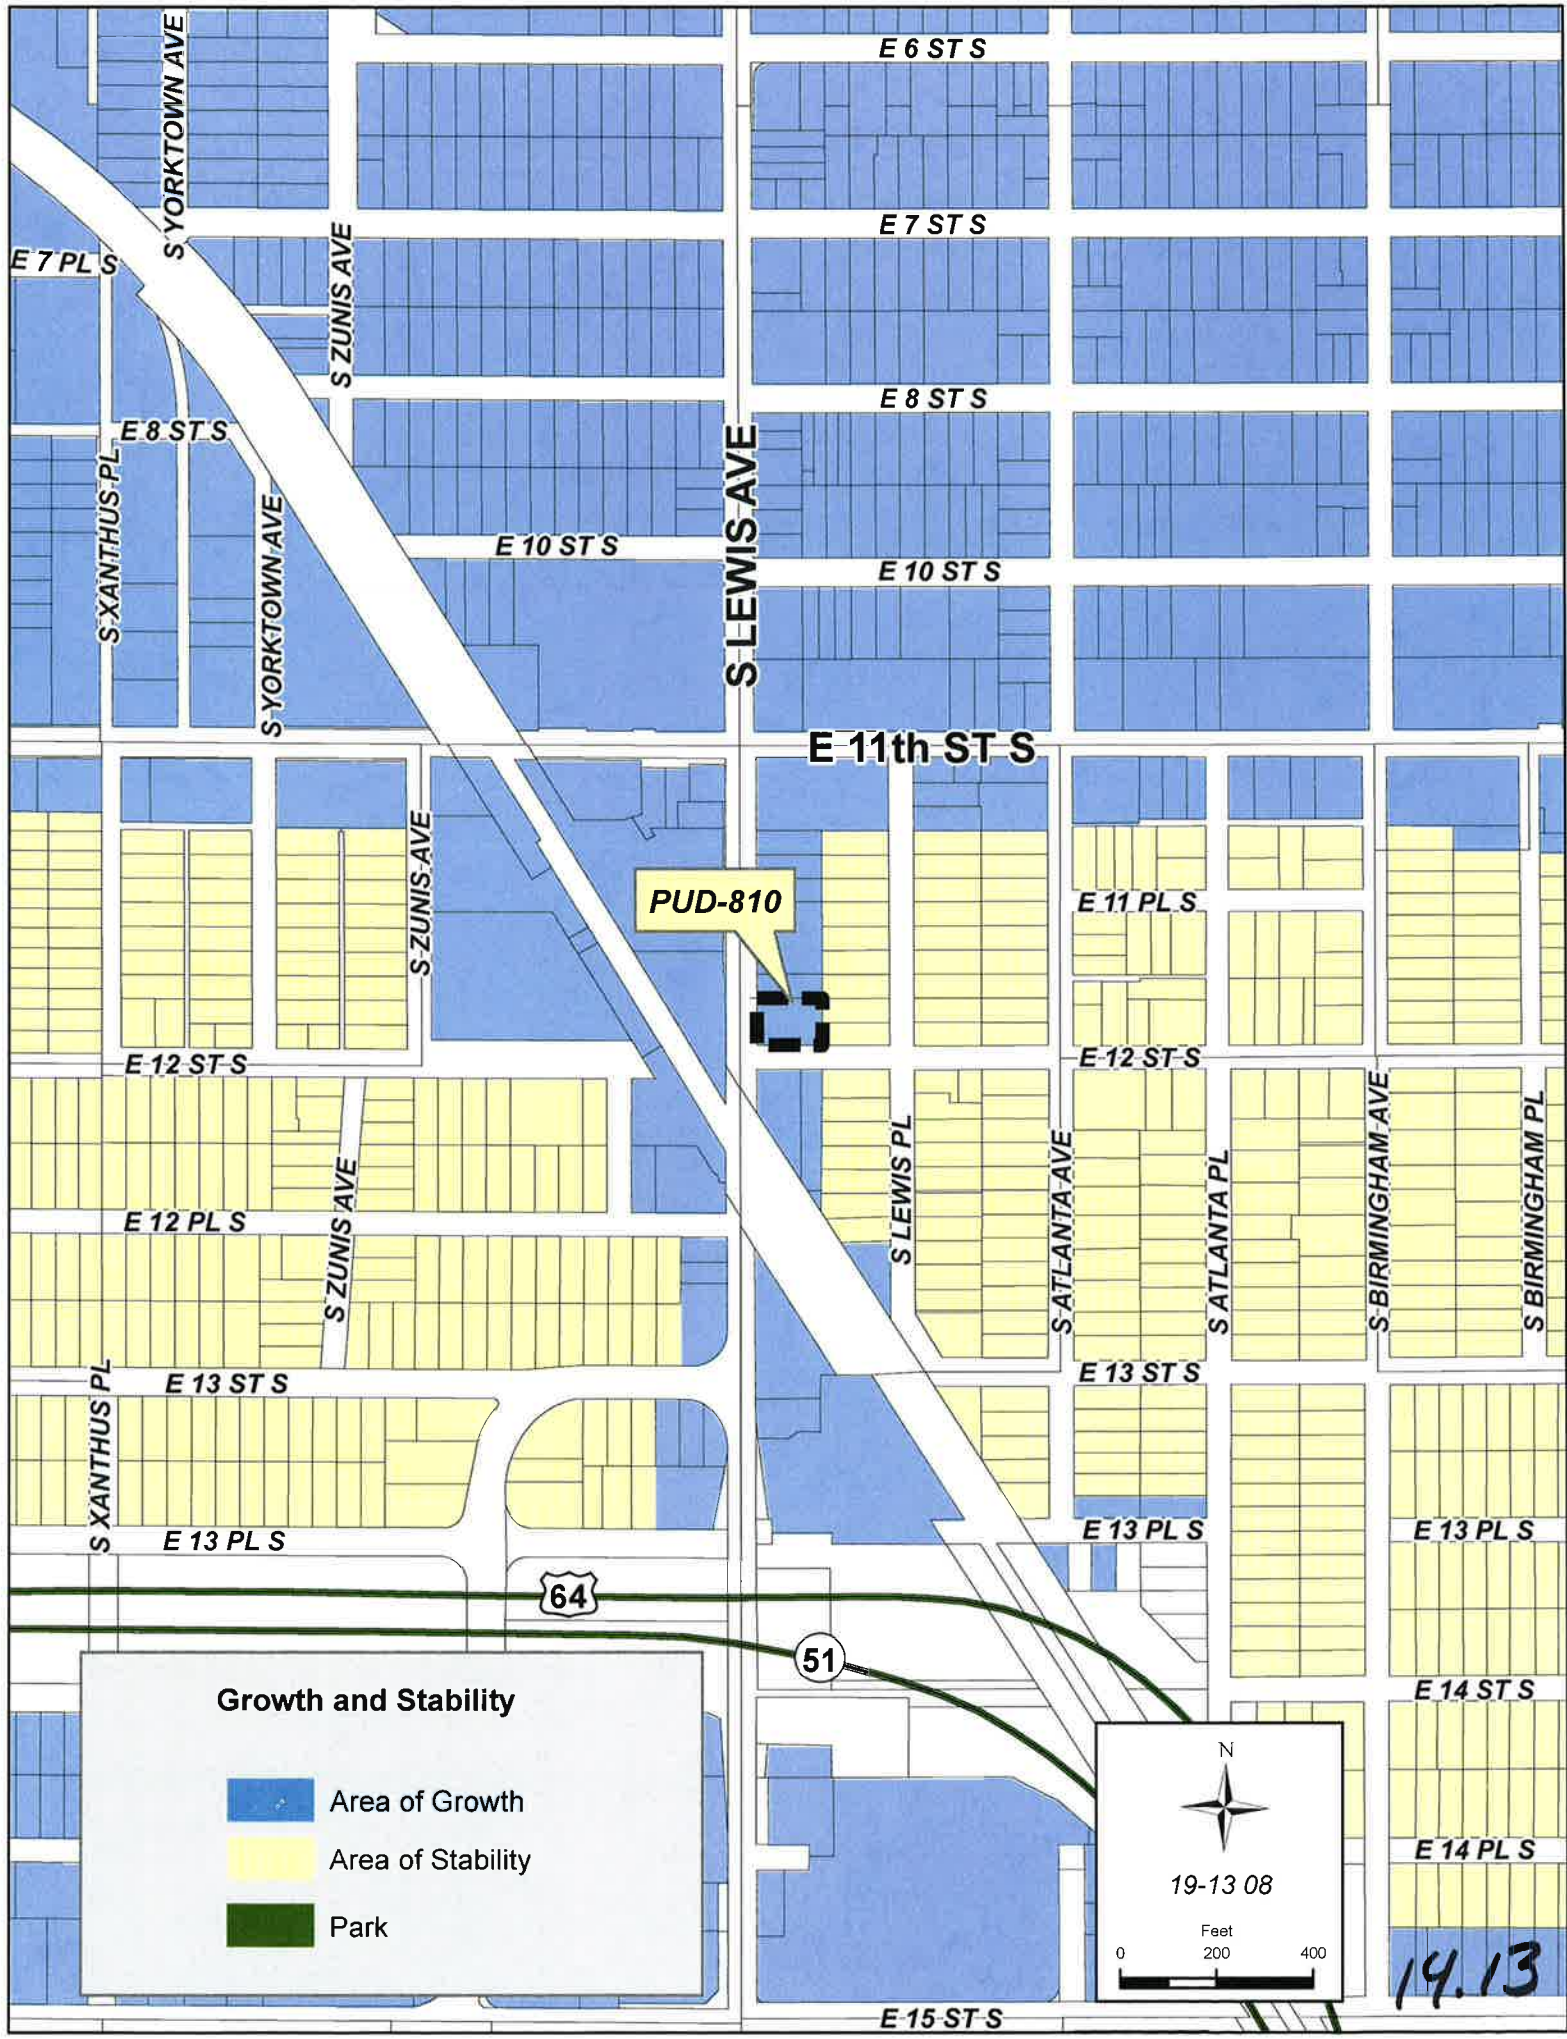 E 6 ST S
S YORKTOWN AVE
E 7 ST S
E 7 PL S
S ZUNIS AVE
E 8 ST S
E 8 ST S
S XANTHUS PL
S YORKTOWN AVE
E 10 ST S
S LEWIS AVE
E 10 ST S
E 11th ST S
S ZUNIS AVE
PUD-810
E 11 PL S
E 12 ST S
E 12 ST S
S LEWIS PL
S ATLANTA AVE
S ATLANTA PL
S BIRMINGHAM AVE
S BIRMINGHAM PL
E 12 PL S
S ZUNIS AVE
E 13 ST S
E 13 ST S
S XANTHUS PL
E 13 PL S
E 13 PL S
E 13 PL S
64
51
E 14 ST S
E 14 PL S
E 15 ST S
Growth and Stability
Area of Growth
Area of Stability
Park
N
19-13 08
Feet
0 200 400
14.13